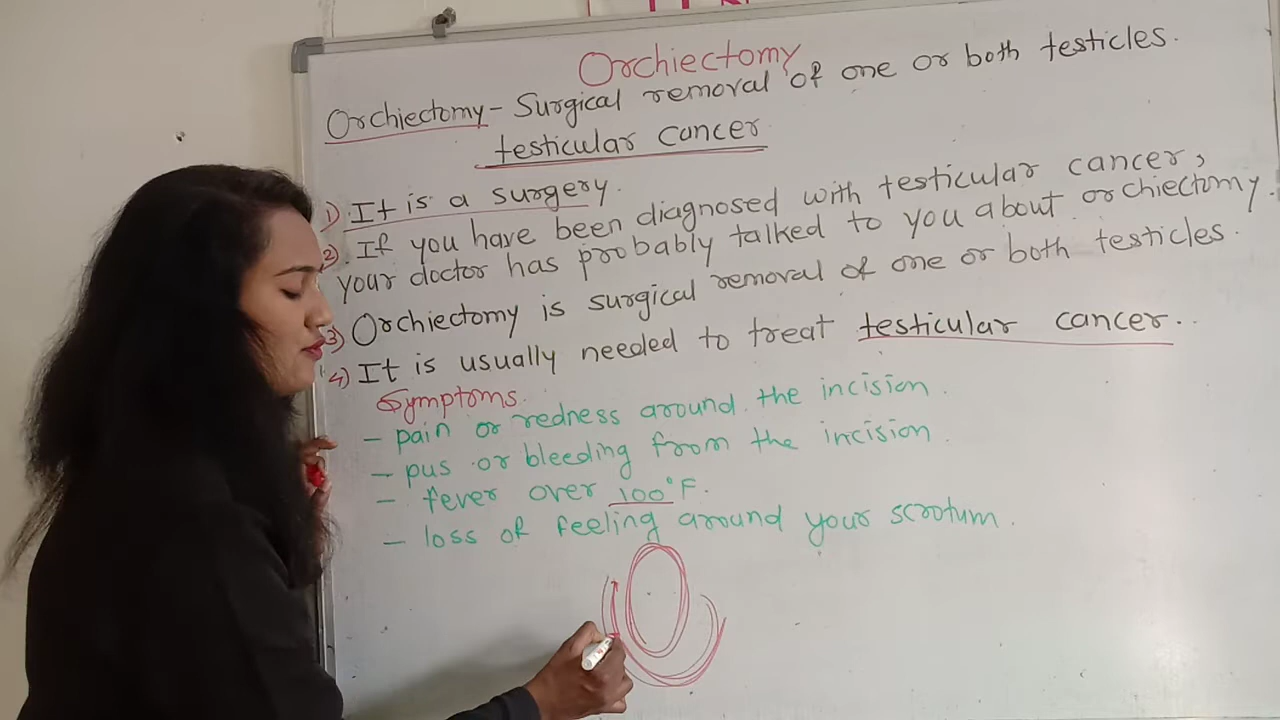 Orchiectomy
Orchiectomy - Surgical removal of one or both testicles.
testicular cancer
1) It is a surgery.
2) If you have been diagnosed with testicular cancer,
your doctor has probably talked to you about orchiectomy.
3) Orchiectomy is surgical removal of one or both testicles.
4) It is usually needed to treat testicular cancer..
Symptoms.
- pain or redness around the incision.
- pus or bleeding from the incision.
- fever over 100°F.
- loss of feeling around your scrotum.